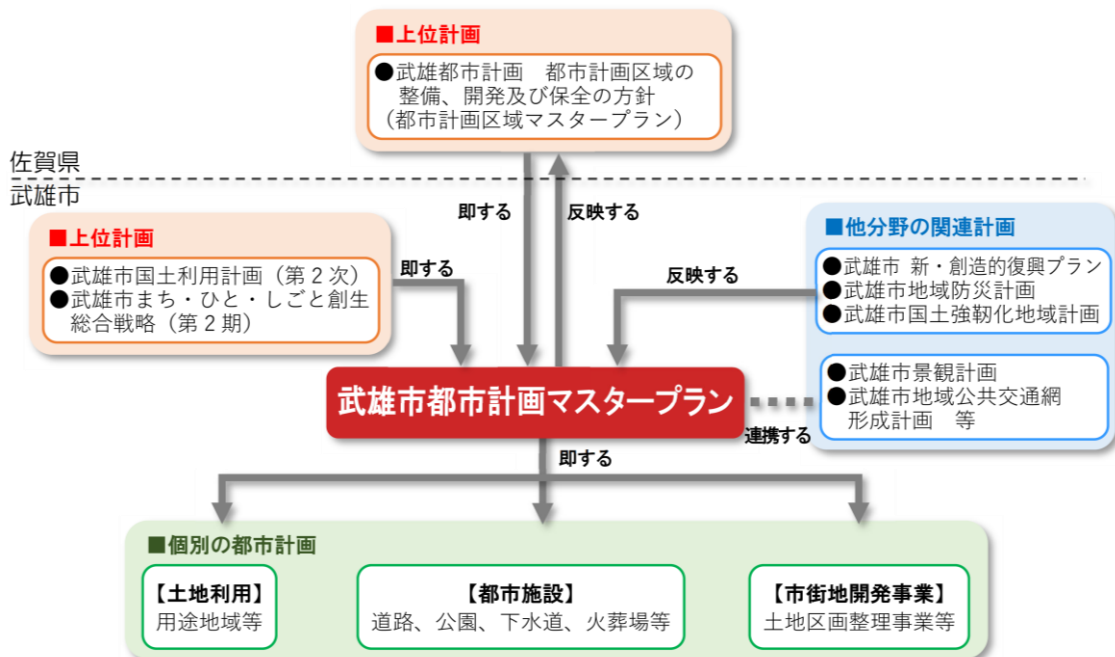 ■上位計画
●武雄都市計画　都市計画区域の
整備、開発及び保全の方針
（都市計画区域マスタープラン）
佐賀県
武雄市
即する
反映する
■上位計画
●武雄市国土利用計画（第２次）
●武雄市まち・ひと・しごと創生
総合戦略（第２期）
即する
■他分野の関連計画
●武雄市 新・創造的復興プラン
●武雄市地域防災計画
●武雄市国土強靭化地域計画
反映する
●武雄市景観計画
●武雄市地域公共交通網
形成計画　等
武雄市都市計画マスタープラン
連携する
即する
■個別の都市計画
【土地利用】
用途地域等
【都市施設】
道路、公園、下水道、火葬場等
【市街地開発事業】
土地区画整理事業等